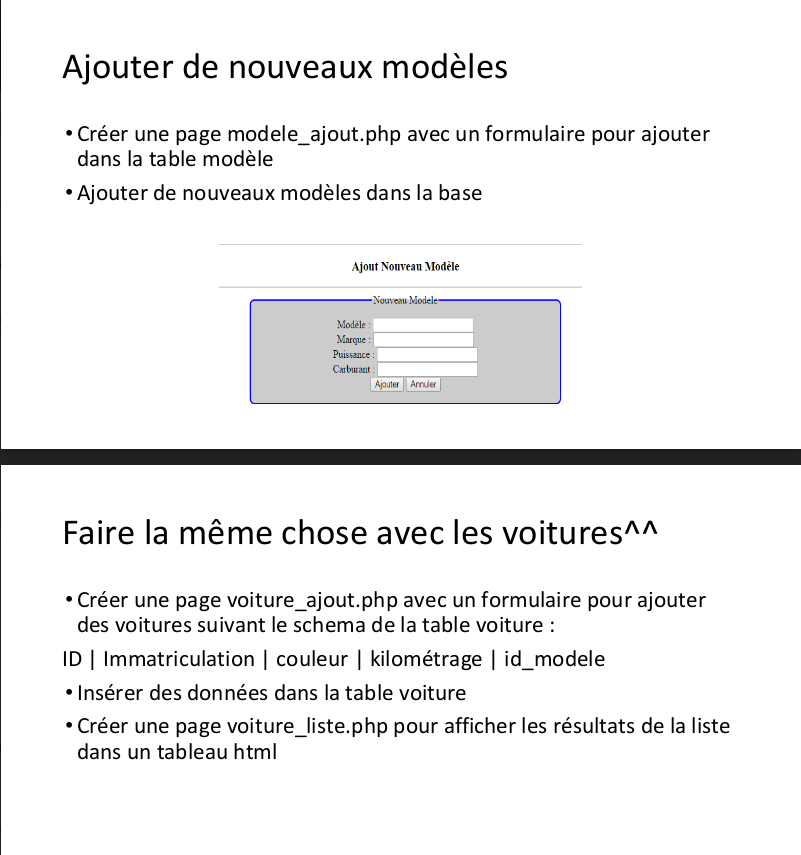 Ajouter de nouveaux modèles
• Créer une page modele_ajout.php avec un formulaire pour ajouter
dans la table modèle
• Ajouter de nouveaux modèles dans la base
Ajout Nouveau Modèle
Nouveau Modele
Modèle :
Marque :
Puissance :
Carburant :
Ajouter Annuler
Faire la même chose avec les voitures^^
• Créer une page voiture_ajout.php avec un formulaire pour ajouter
des voitures suivant le schema de la table voiture :
ID | Immatriculation | couleur | kilométrage | id_modele
• Insérer des données dans la table voiture
• Créer une page voiture_liste.php pour afficher les résultats de la liste
dans un tableau html